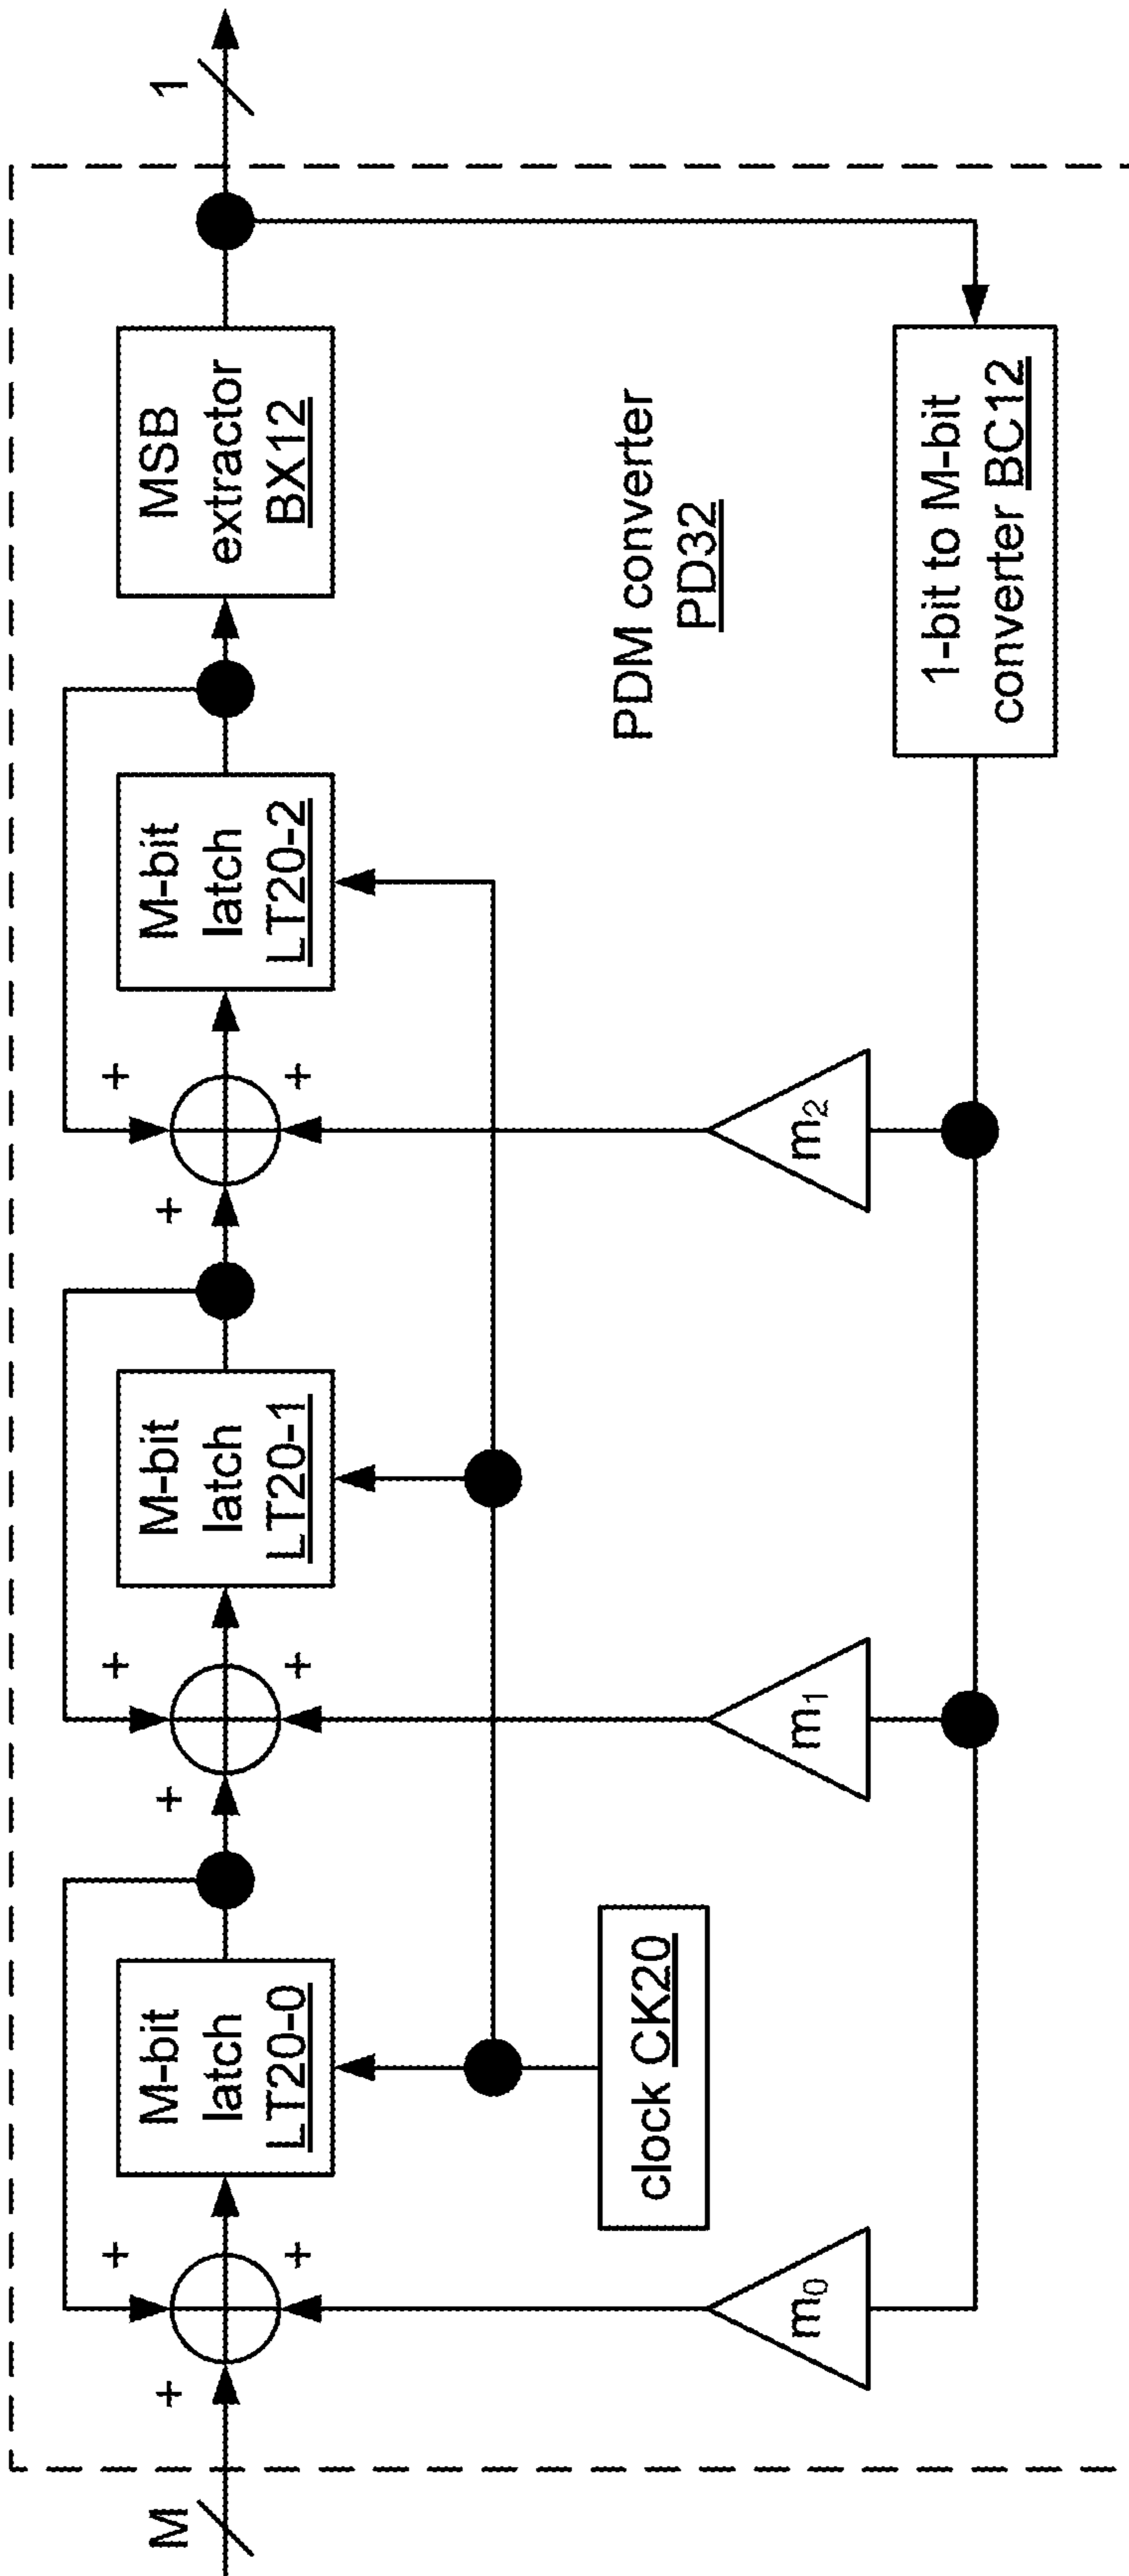 M
+
+
+
M-bit
latch
LT20-0
+
+
+
M-bit
latch
LT20-1
+
+
+
M-bit
latch
LT20-2
MSB
extractor
BX12
1
clock CK20
PDM converter
PD32
m0
m1
m2
1-bit to M-bit
converter BC12